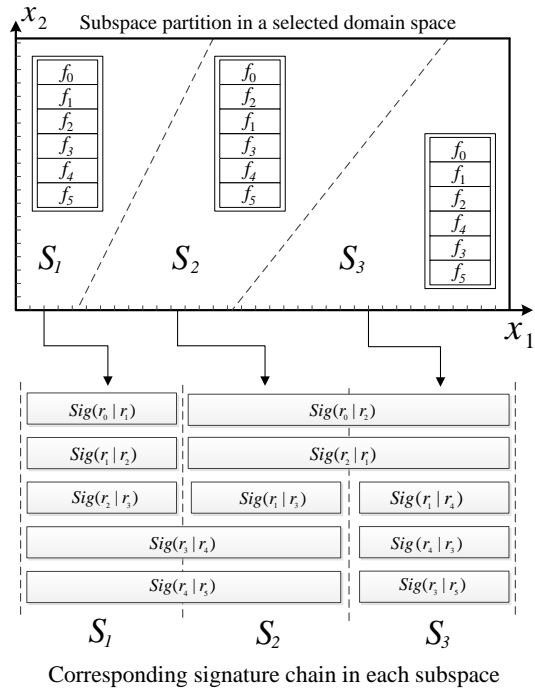 x₂
Subspace partition in a selected domain space
f₀
f₁
f₂
f₃
f₄
f₅
f₀
f₂
f₁
f₃
f₄
f₅
f₀
f₁
f₂
f₄
f₃
f₅
S₁
S₂
S₃
x₁
Sig(r₀ | r₁)
Sig(r₀ | r₂)
Sig(r₁ | r₂)
Sig(r₂ | r₁)
Sig(r₂ | r₃)
Sig(r₁ | r₃)
Sig(r₁ | r₄)
Sig(r₃ | r₄)
Sig(r₄ | r₃)
Sig(r₄ | r₅)
Sig(r₃ | r₅)
S₁
S₂
S₃
Corresponding signature chain in each subspace